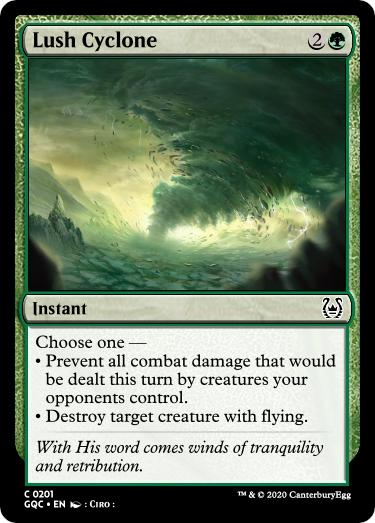 Lush Cyclone 2
Instant
Choose one —
• Prevent all combat damage that would
be dealt this turn by creatures your
opponents control.
• Destroy target creature with flying.
With His word comes winds of tranquility
and retribution.
C 0201
GQC • EN : Ciro : ™ & © 2020 CanterburyEgg